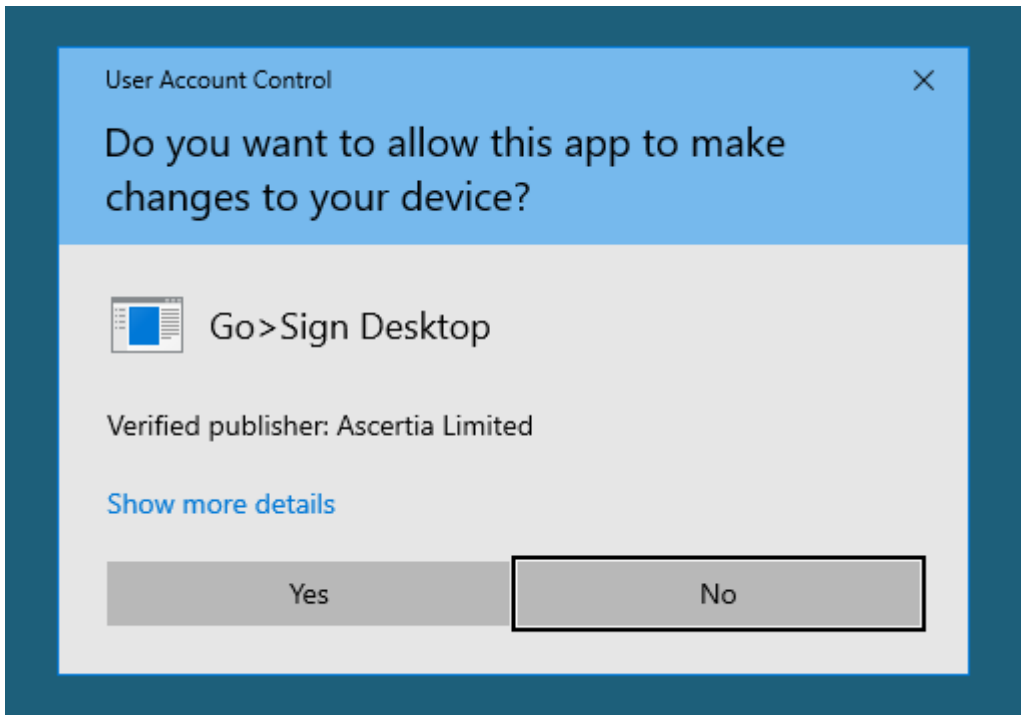 User Account Control
Do you want to allow this app to make
changes to your device?
Go>Sign Desktop
Verified publisher: Ascertia Limited
Show more details
Yes
No